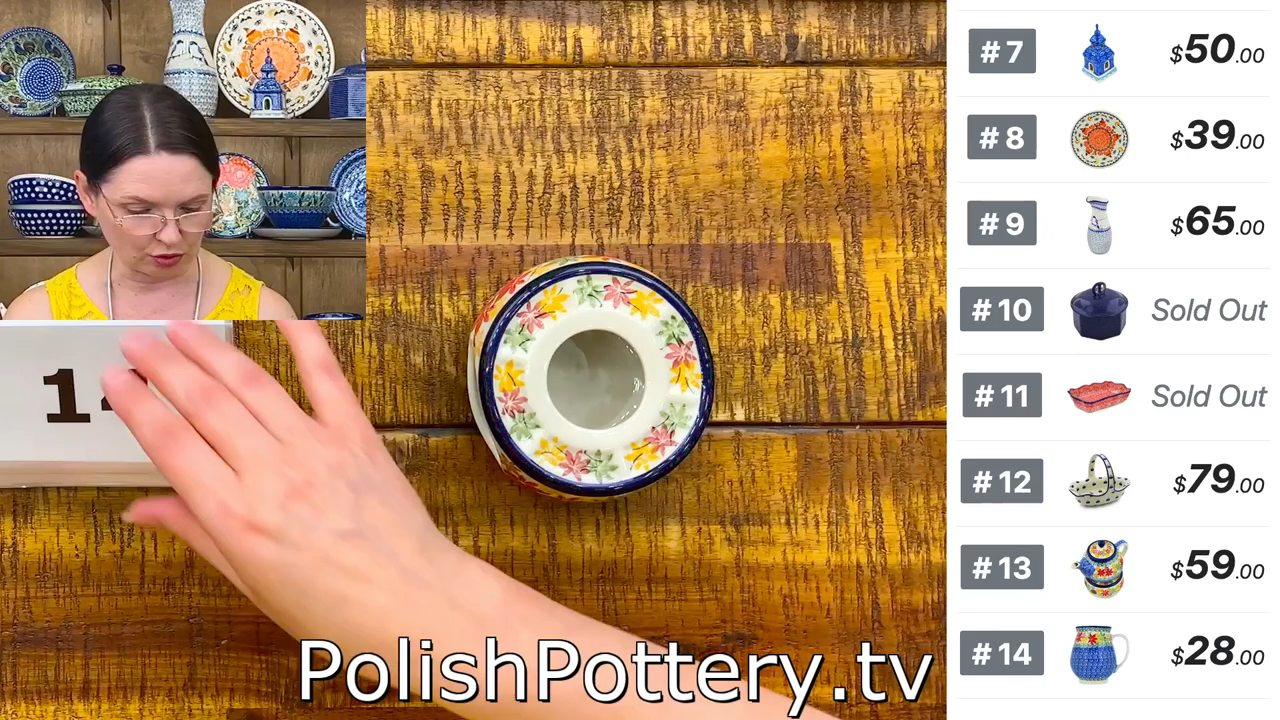 #7 $50.00
#8 $39.00
#9 $65.00
#10 Sold Out
#11 Sold Out
#12 $79.00
#13 $59.00
#14 $28.00
PolishPottery.tv